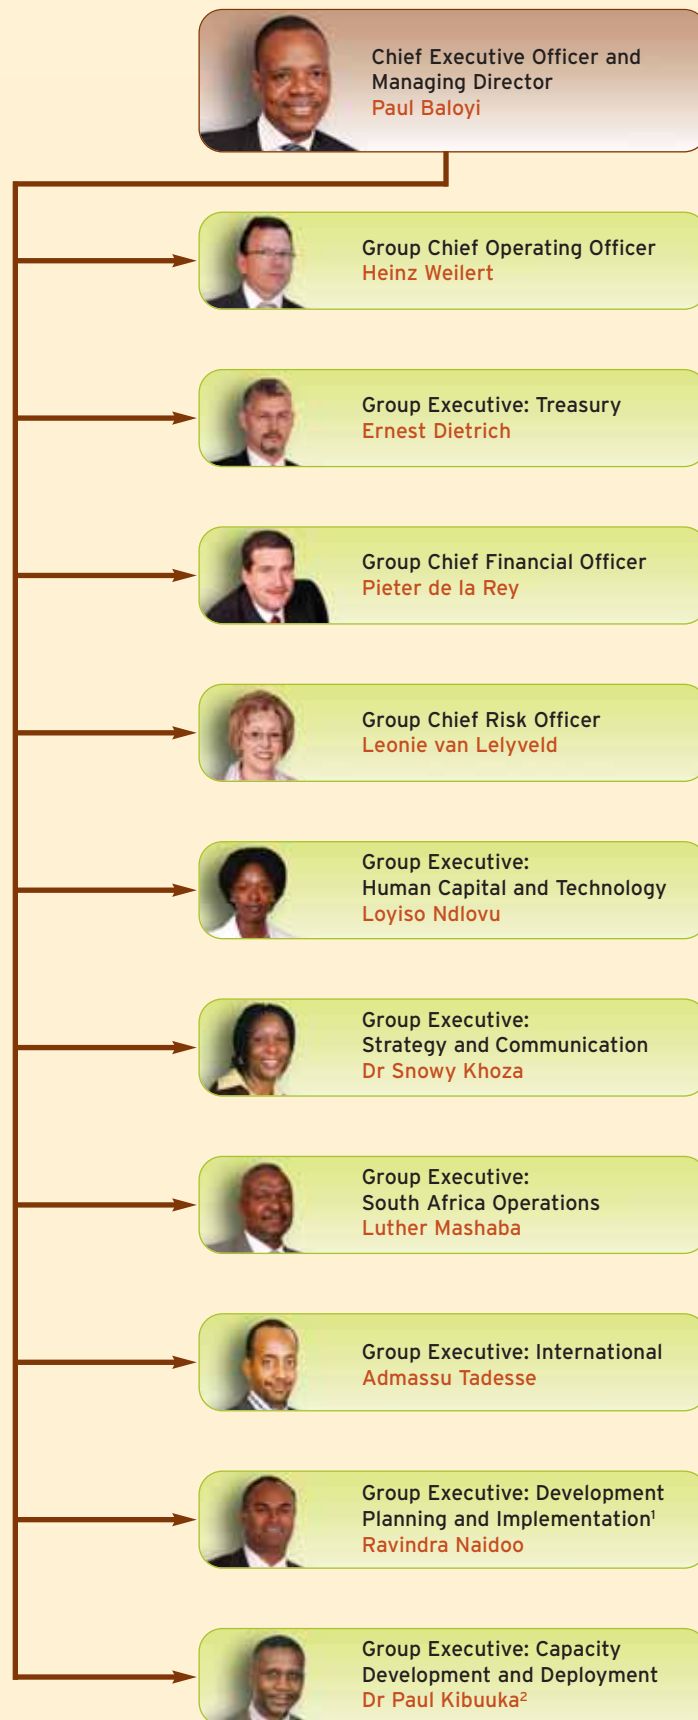 Chief Executive Officer and
Managing Director
Paul Baloyi
Group Chief Operating Officer
Heinz Weilert
Group Executive: Treasury
Ernest Dietrich
Group Chief Financial Officer
Pieter de la Rey
Group Chief Risk Officer
Leonie van Lelyveld
Group Executive:
Human Capital and Technology
Loyiso Ndlovu
Group Executive:
Strategy and Communication
Dr Snowy Khoza
Group Executive:
South Africa Operations
Luther Mashaba
Group Executive: International
Admassu Tadesse
Group Executive: Development
Planning and Implementation¹
Ravindra Naidoo
Group Executive: Capacity
Development and Deployment
Dr Paul Kibuuka²